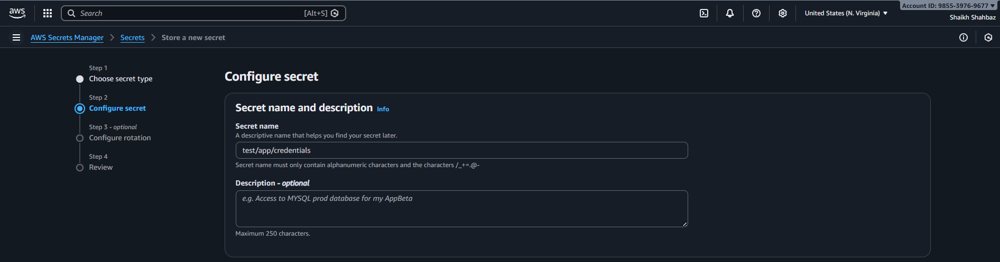 aws
Search [Alt+S]
United States (N. Virginia)
Account ID: 9855-3976-9677
Shaikh Shahbaz
AWS Secrets Manager
Secrets
Store a new secret
Step 1
Choose secret type
Step 2
Configure secret
Step 3 - optional
Configure rotation
Step 4
Review
Configure secret
Secret name and description Info
Secret name
A descriptive name that helps you find your secret later.
test/app/credentials
Secret name must only contain alphanumeric characters and the characters /_+=.@-
Description - optional
e.g. Access to MYSQL prod database for my AppBeta
Maximum 250 characters.